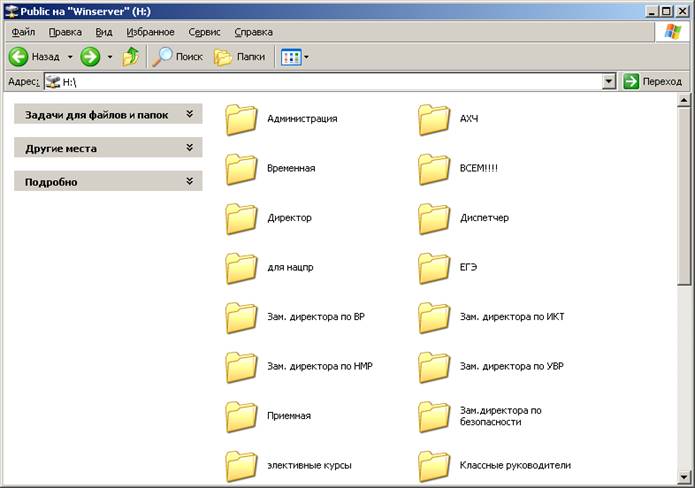 Public на "Winserver" (H:)
Файл Правка Вид Избранное Сервис Справка
Назад Поиск Папки
Адрес: H:\ Переход
Задачи для файлов и папок
Другие места
Подробно
Администрация АХЧ
Временная ВСЕМ!!!!
Директор Диспетчер
для нацпр ЕГЭ
Зам. директора по ВР Зам. директора по ИКТ
Зам. директора по НМР Зам. директора по УВР
Приемная Зам.директора по
безопасности
элективные курсы Классные руководители